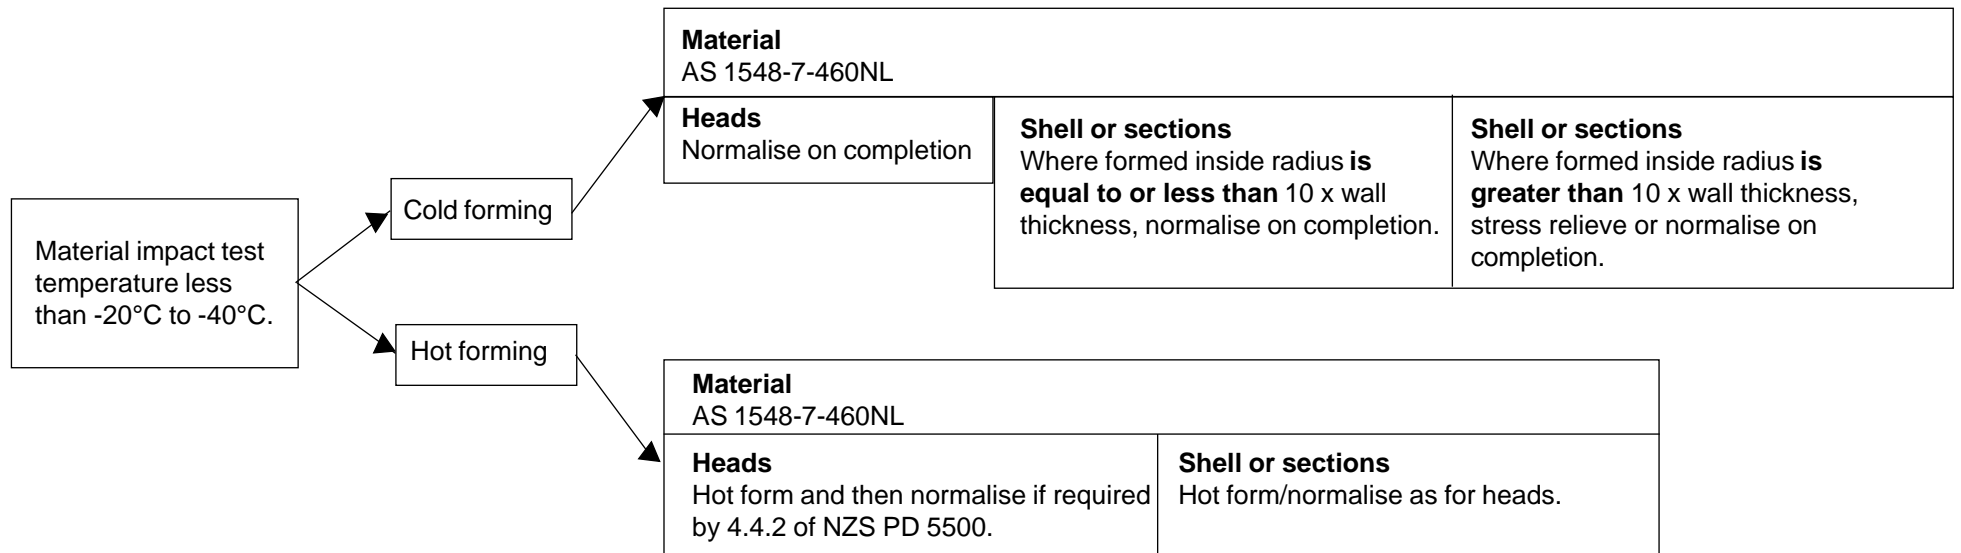 Material impact test
temperature less
than -20°C to -40°C.
Cold forming
Material
AS 1548-7-460NL
Heads
Normalise on completion
Shell or sections
Where formed inside radius is
equal to or less than 10 x wall
thickness, normalise on completion.
Shell or sections
Where formed inside radius is
greater than 10 x wall thickness,
stress relieve or normalise on
completion.
Hot forming
Material
AS 1548-7-460NL
Heads
Hot form and then normalise if required
by 4.4.2 of NZS PD 5500.
Shell or sections
Hot form/normalise as for heads.